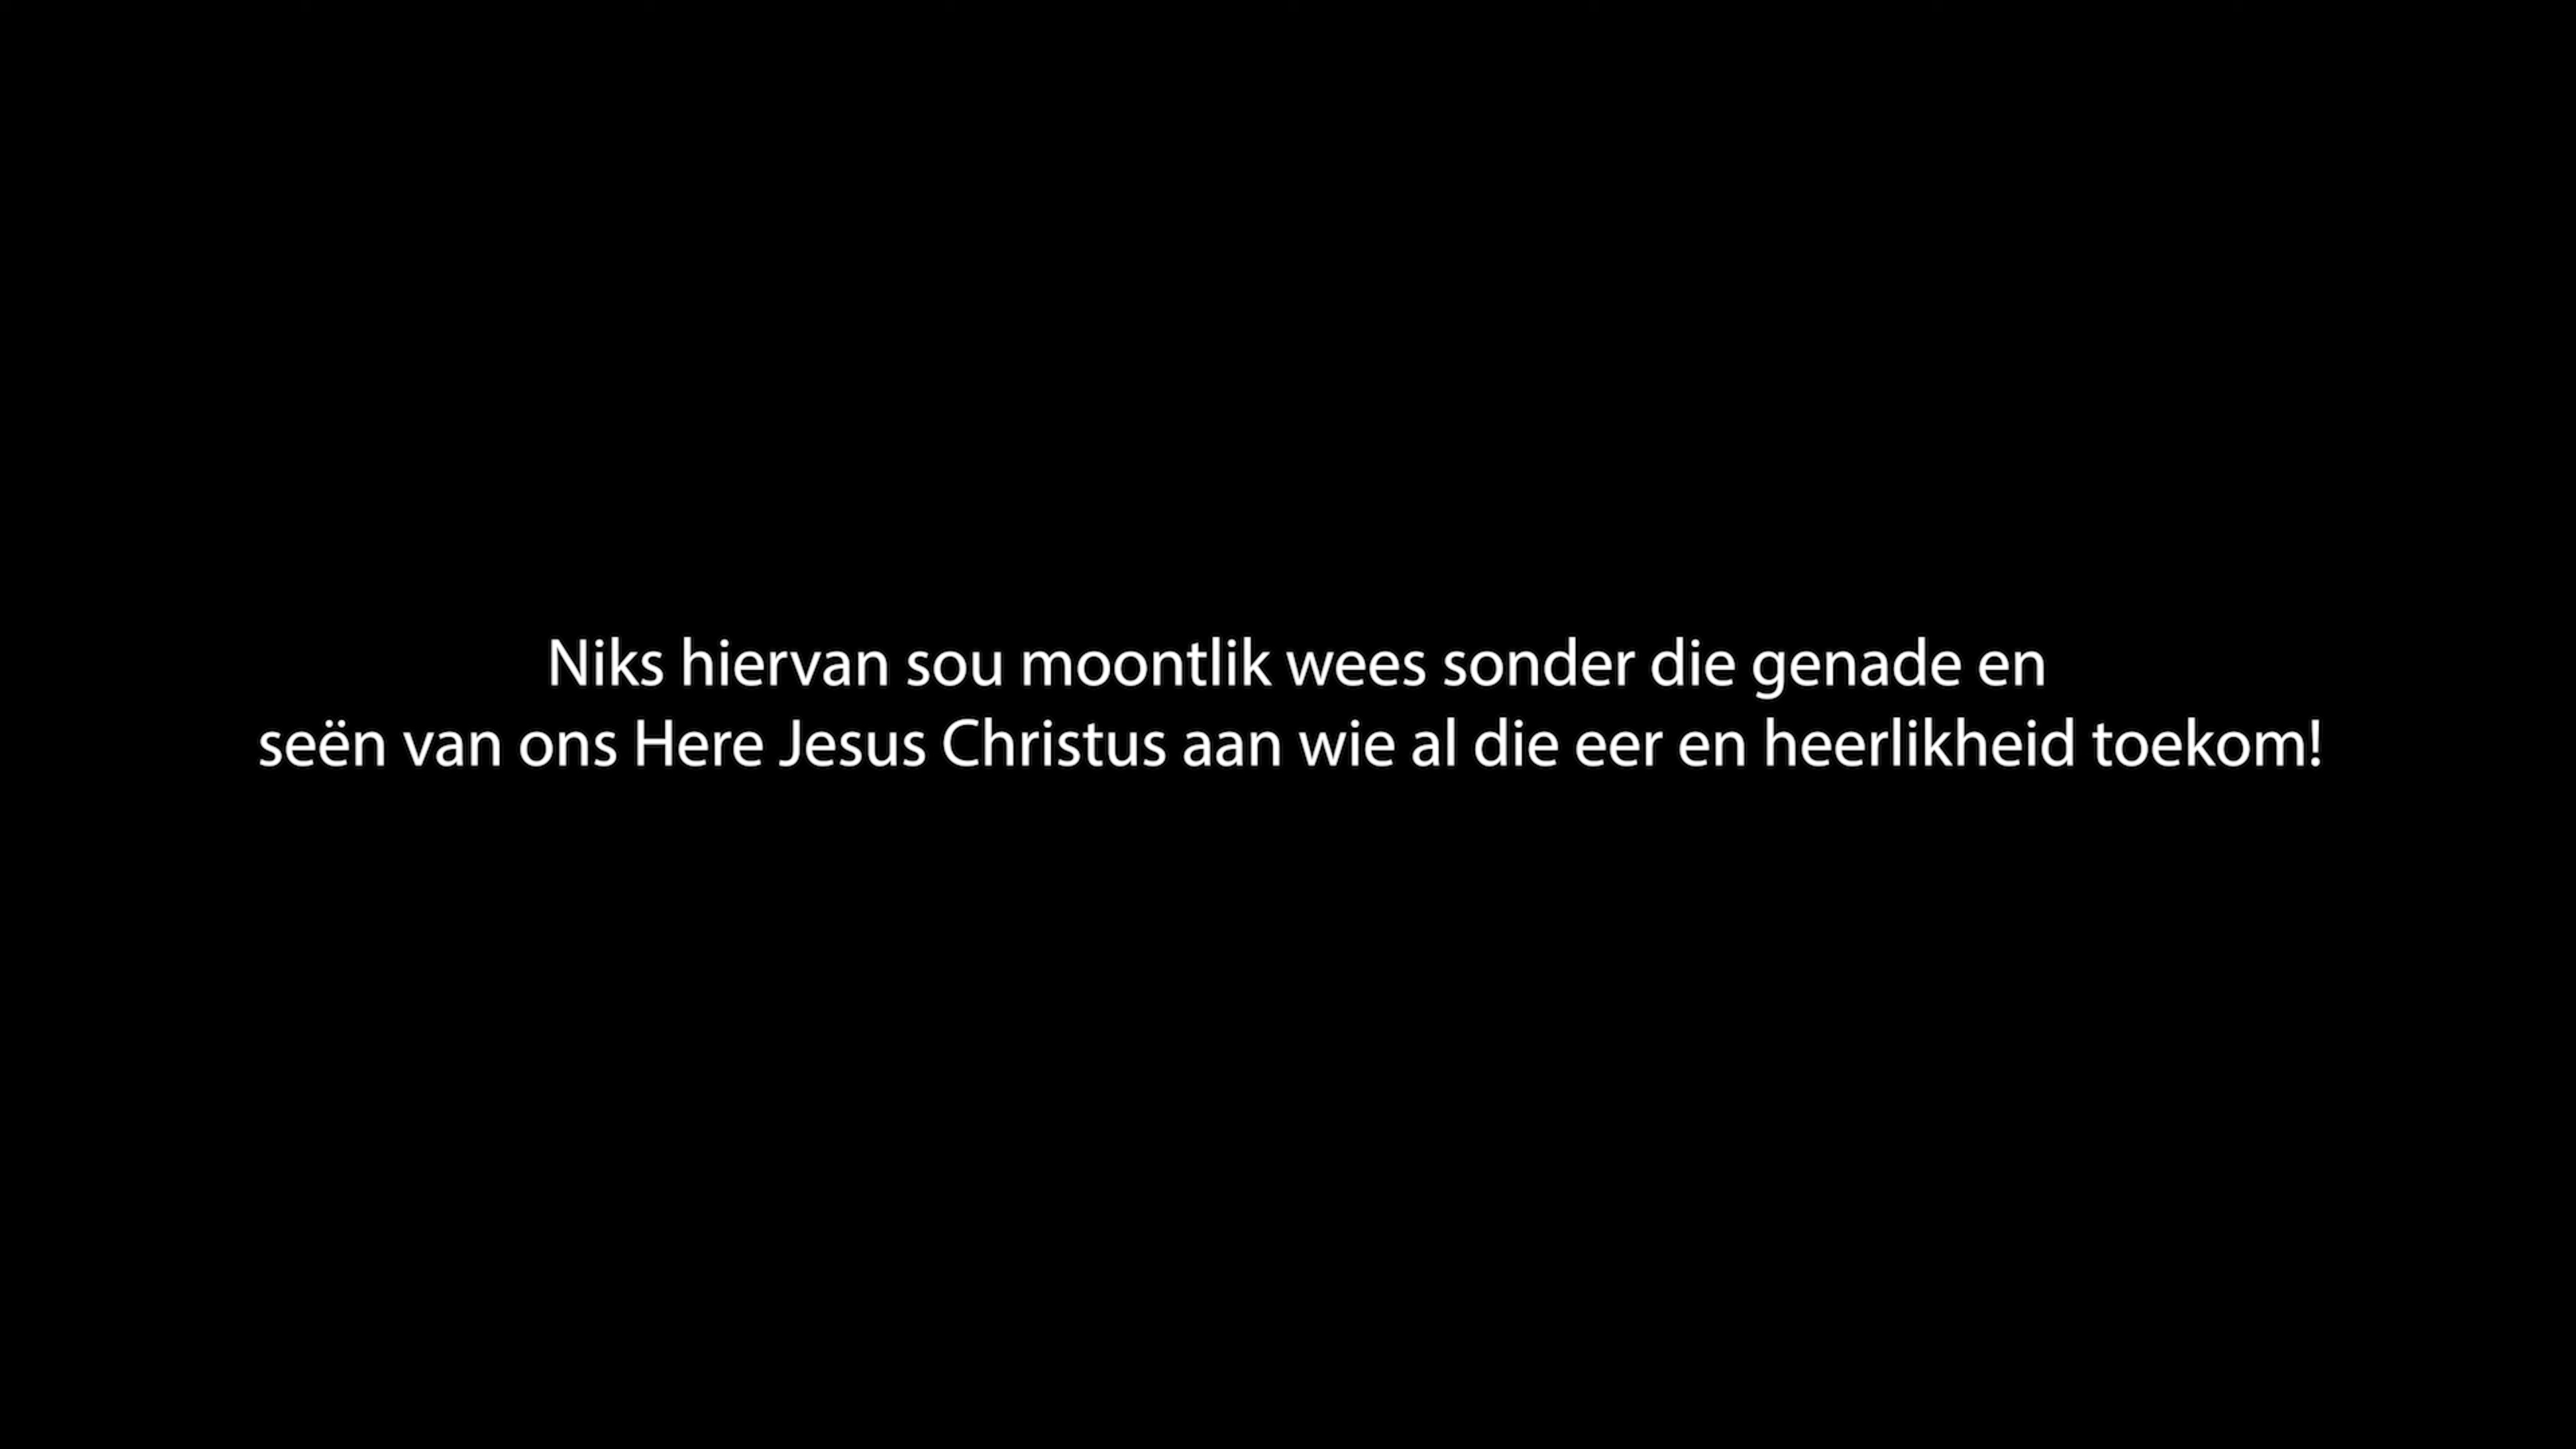 Niks hiervan sou moontlik wees sonder die genade en
seën van ons Here Jesus Christus aan wie al die eer en heerlikheid toekom!